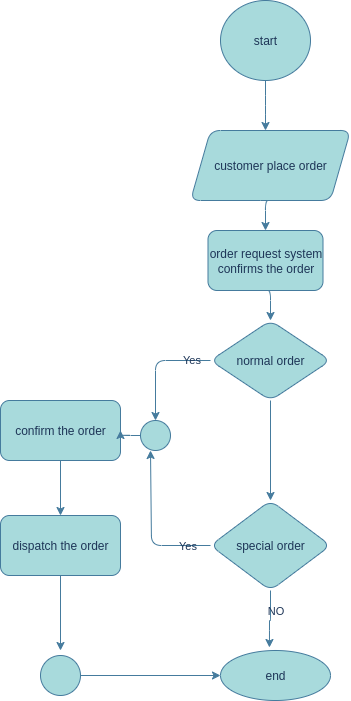 start
customer place order
order request system
confirms the order
Yes
normal order
confirm the order
dispatch the order
Yes
special order
NO
end